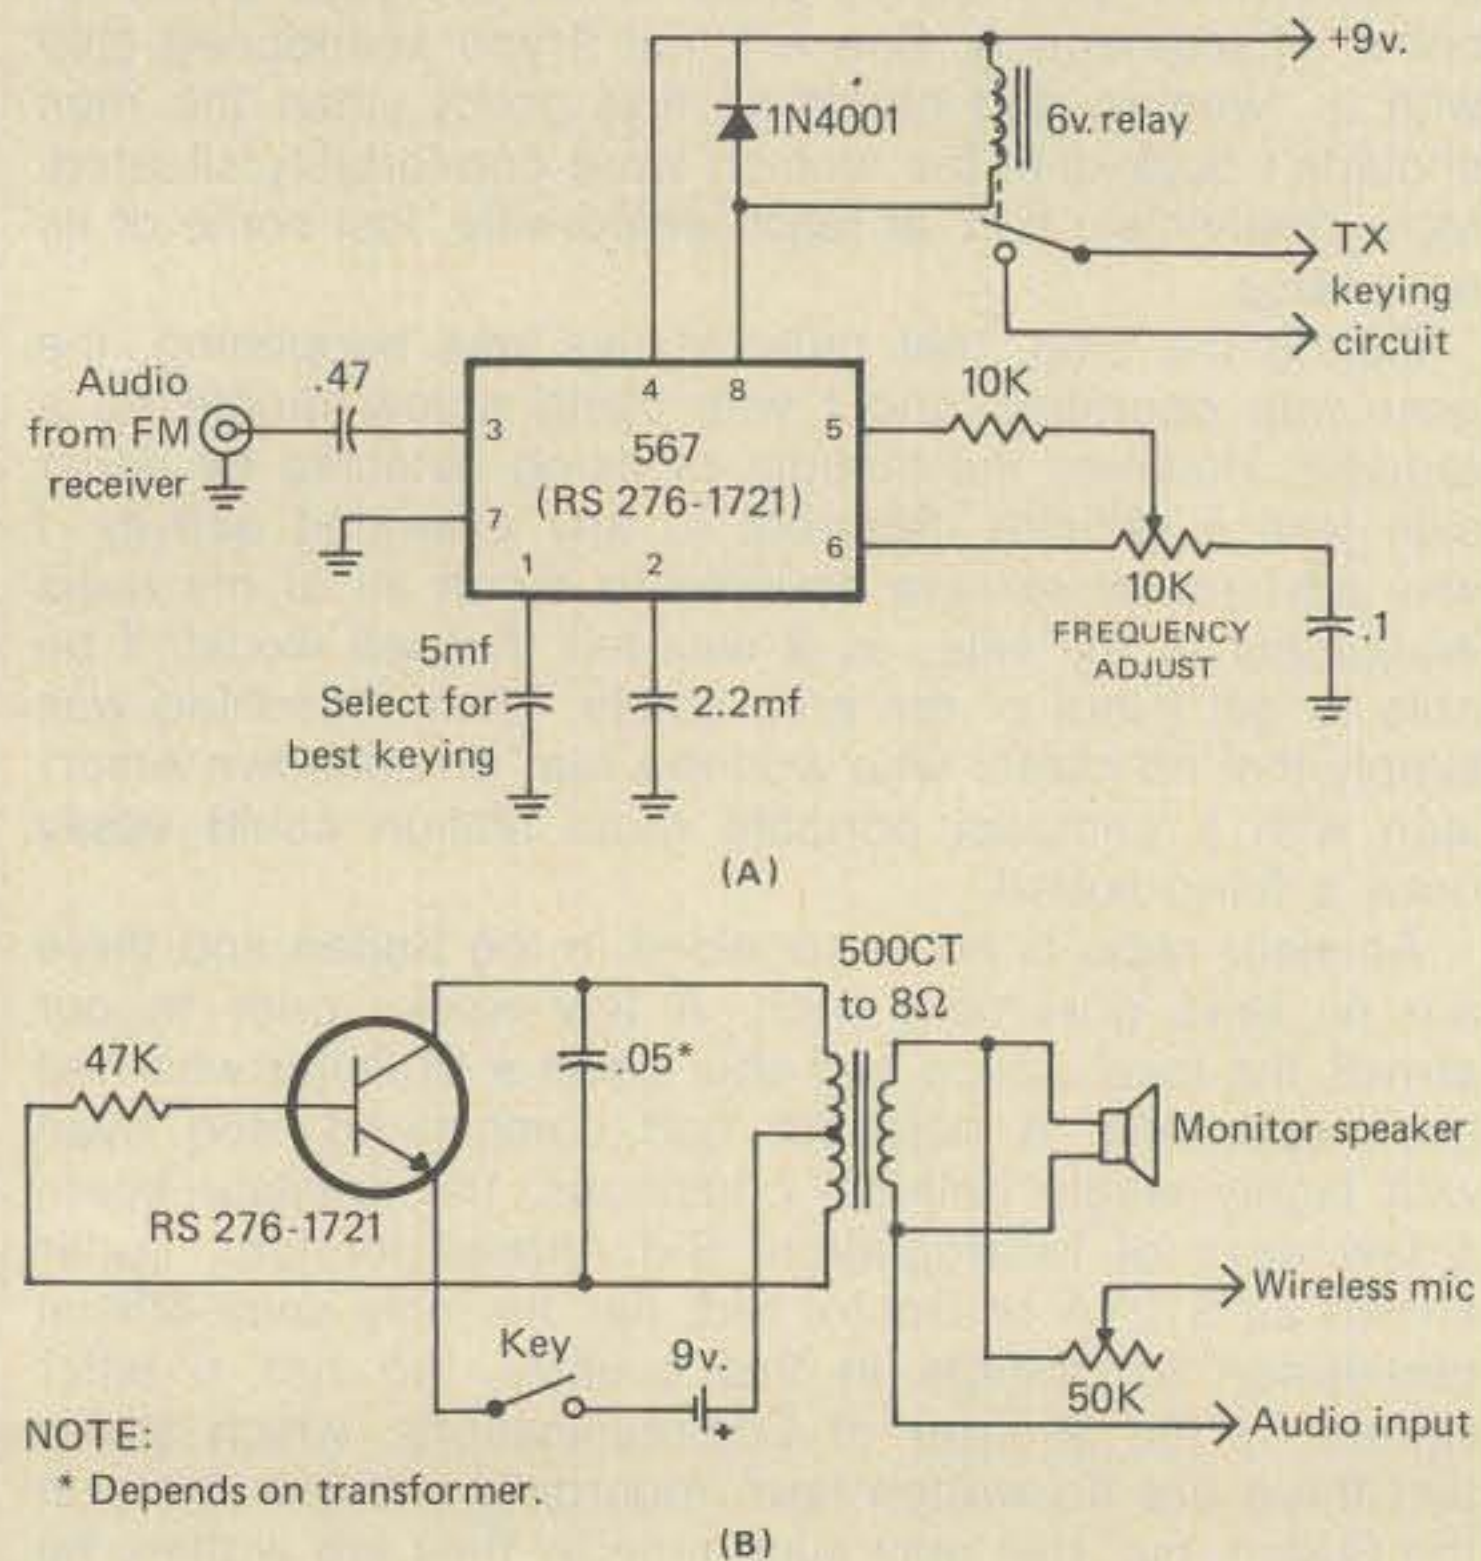 +9v.
1N4001
6v. relay
TX
keying
circuit
Audio
from FM
receiver
.47
4
8
3
567
(RS 276-1721)
5
7
6
1
2
10K
10K
FREQUENCY
ADJUST
.1
5mf
Select for
best keying
2.2mf
(A)
500CT
to 8Ω
47K
.05*
Monitor speaker
RS 276-1721
Wireless mic
Key
9v.
+
50K
Audio input
NOTE:
* Depends on transformer.
(B)